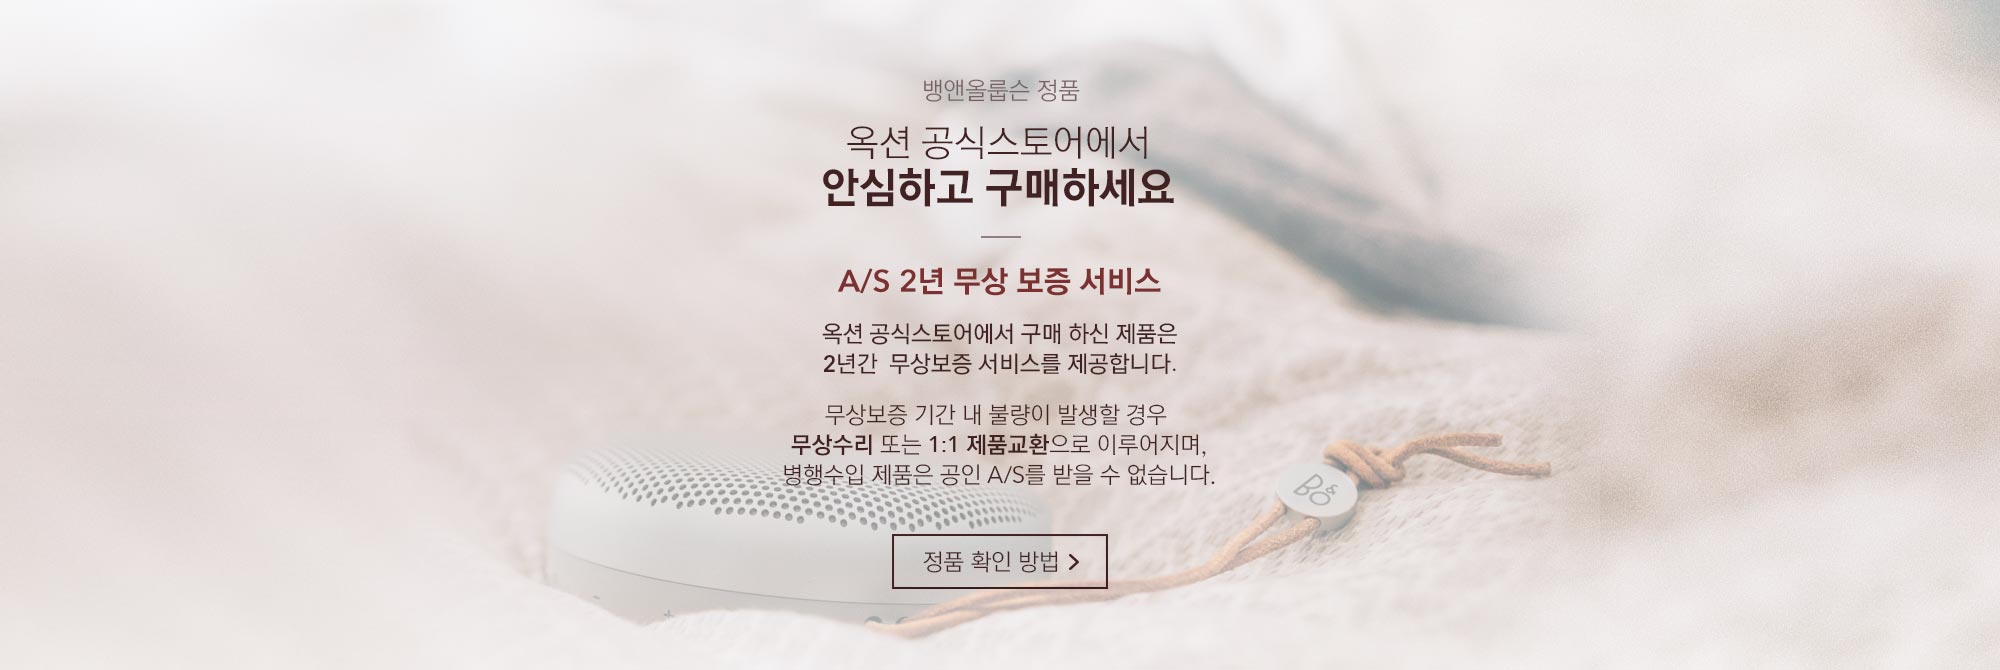 뱅앤올룹슨 정품
옥션 공식스토어에서
안심하고 구매하세요
A/S 2년 무상 보증 서비스
옥션 공식스토어에서 구매 하신 제품은
2년간 무상보증 서비스를 제공합니다.
무상보증 기간 내 불량이 발생할 경우
무상수리 또는 1:1 제품교환으로 이루어지며,
병행수입 제품은 공인 A/S를 받을 수 없습니다.
B&O
정품 확인 방법 >
- +